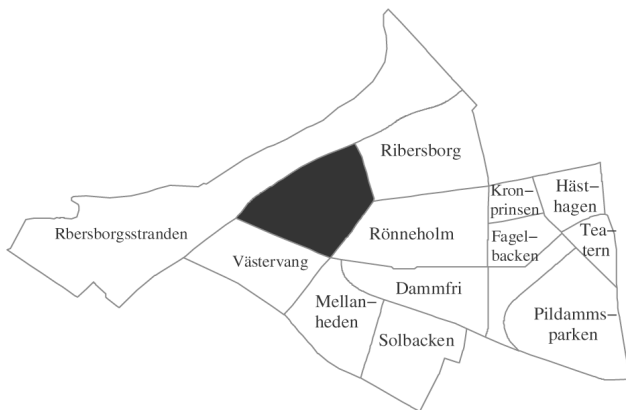 Ribersborg
Kron–
prinsen
Häst–
hagen
Rbersborgsstranden
Rönneholm
Fagel–
backen
Tea–
tern
Västervang
Dammfri
Mellan–
heden
Pildamms–
parken
Solbacken